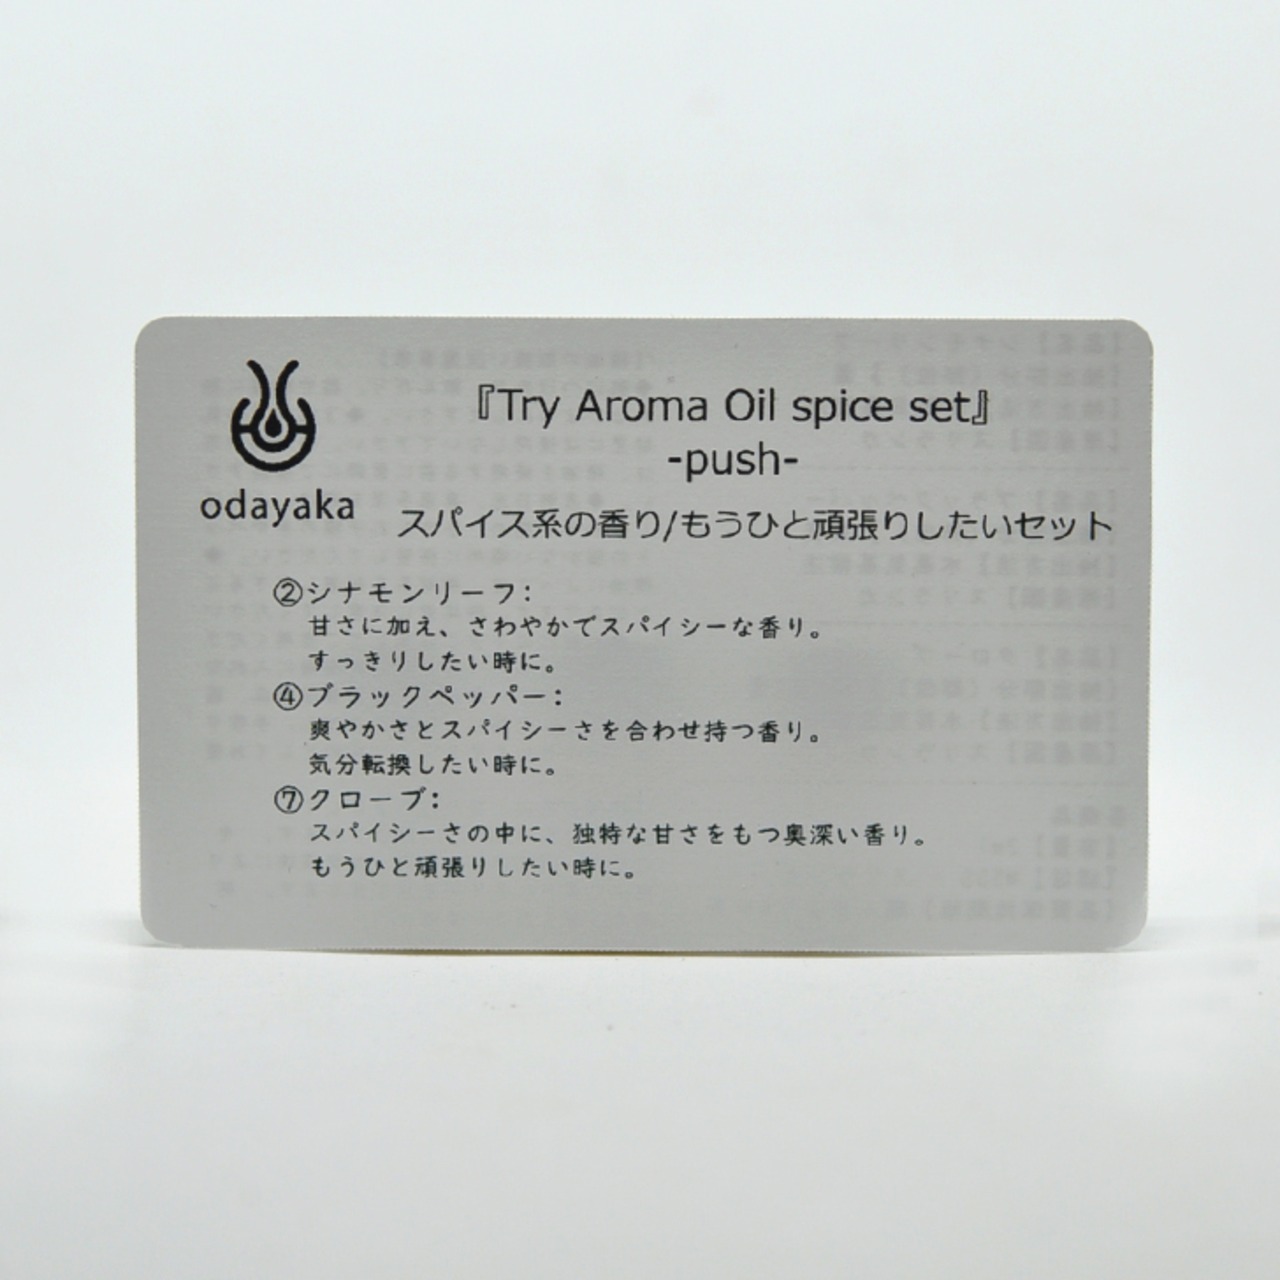 odayaka
『Try Aroma Oil spice set』
-push-
スパイス系の香り/もうひと頑張りしたいセット
②シナモンリーフ:
甘さに加え、さわやかでスパイシーな香り。
すっきりしたい時に。
④ブラックペッパー:
爽やかさとスパイシーさを合わせ持つ香り。
気分転換したい時に。
⑦クローブ:
スパイシーさの中に、独特な甘さをもつ奥深い香り。
もうひと頑張りしたい時に。